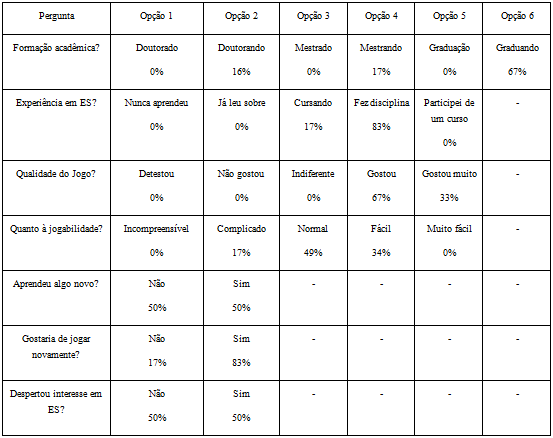 Pergunta Opção 1 Opção 2 Opção 3 Opção 4 Opção 5 Opção 6
Formação acadêmica? Doutorado Doutorando Mestrado Mestrando Graduação Graduando
0% 16% 0% 17% 0% 67%
Experiência em ES? Nunca aprendeu Já leu sobre Cursando Fez disciplina Participei de um curso -
0% 0% 17% 83% 0%
Qualidade do Jogo? Detestou Não gostou Indiferente Gostou Gostou muito -
0% 0% 0% 67% 33%
Quanto à jogabilidade? Incompreensível Complicado Normal Fácil Muito fácil -
0% 17% 49% 34% 0%
Aprendeu algo novo? Não Sim - - - -
50% 50%
Gostaria de jogar novamente? Não Sim - - - -
17% 83%
Despertou interesse em ES? Não Sim - - - -
50% 50%